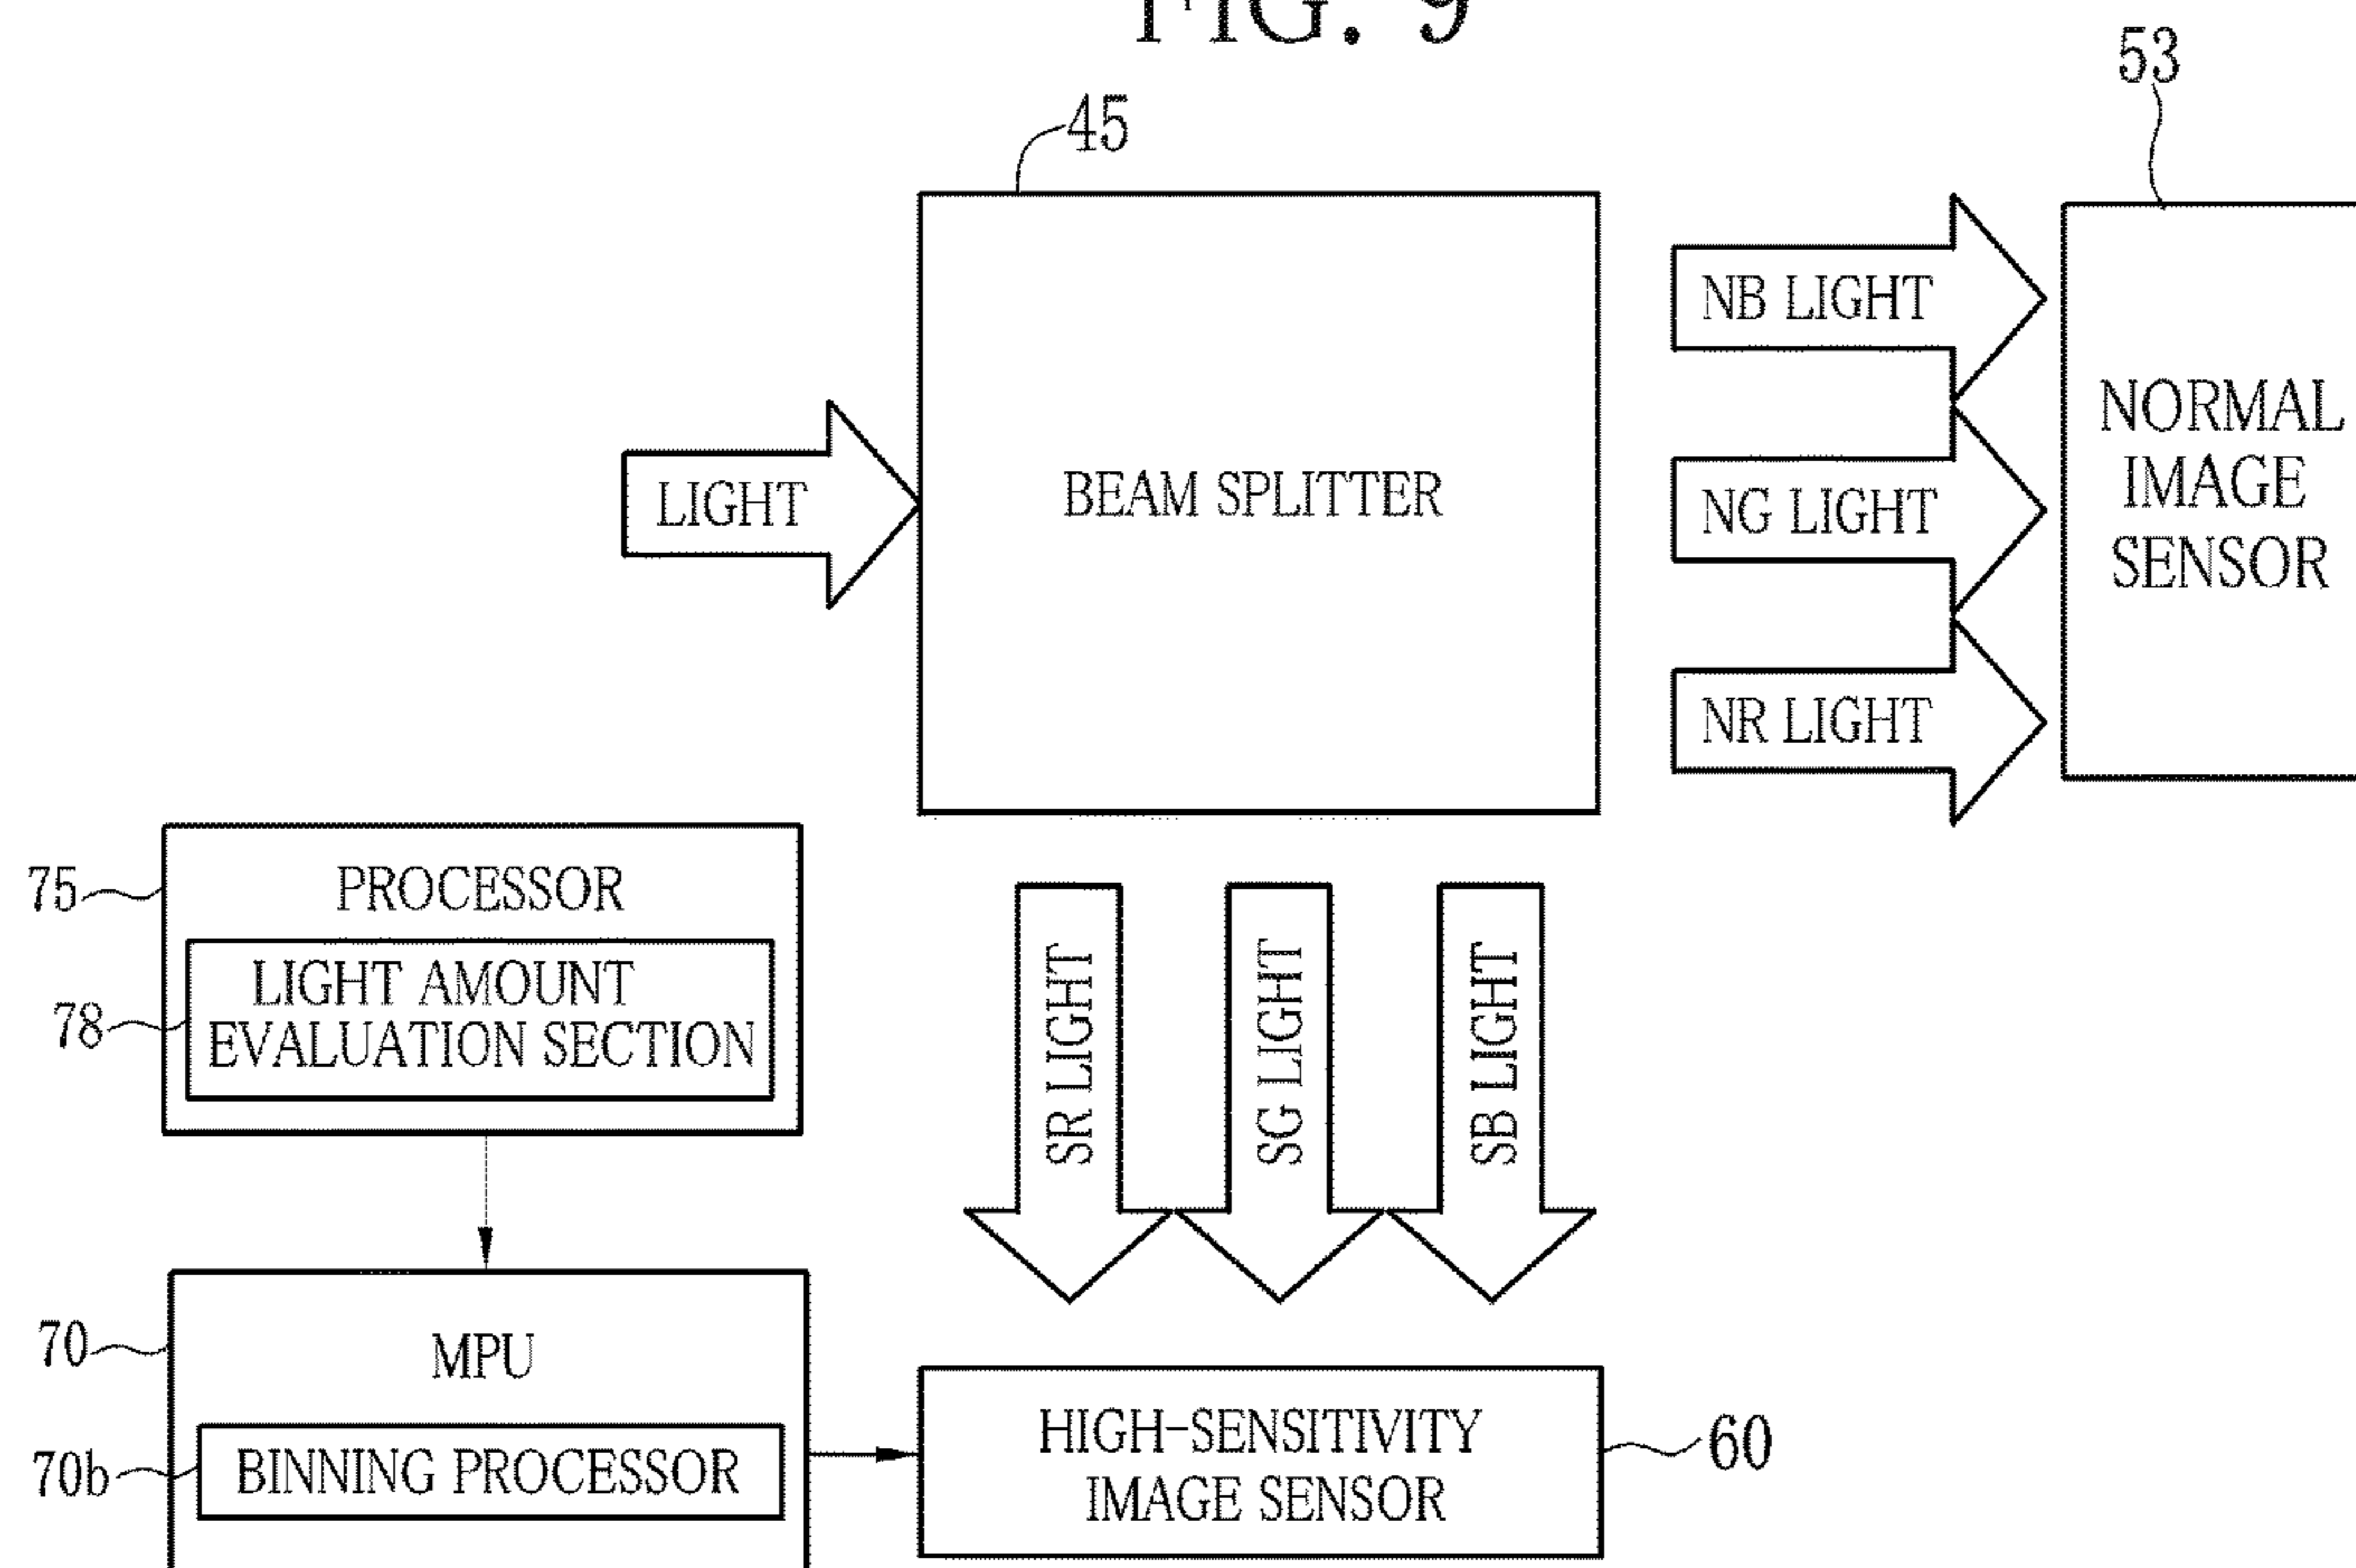 FIG. 9
53
45
NB LIGHT
NORMAL
IMAGE
SENSOR
LIGHT
BEAM SPLITTER
NG LIGHT
NR LIGHT
75
PROCESSOR
78
LIGHT AMOUNT
EVALUATION SECTION
SR LIGHT
SG LIGHT
SB LIGHT
70
MPU
70b
BINNING PROCESSOR
HIGH-SENSITIVITY
IMAGE SENSOR
60